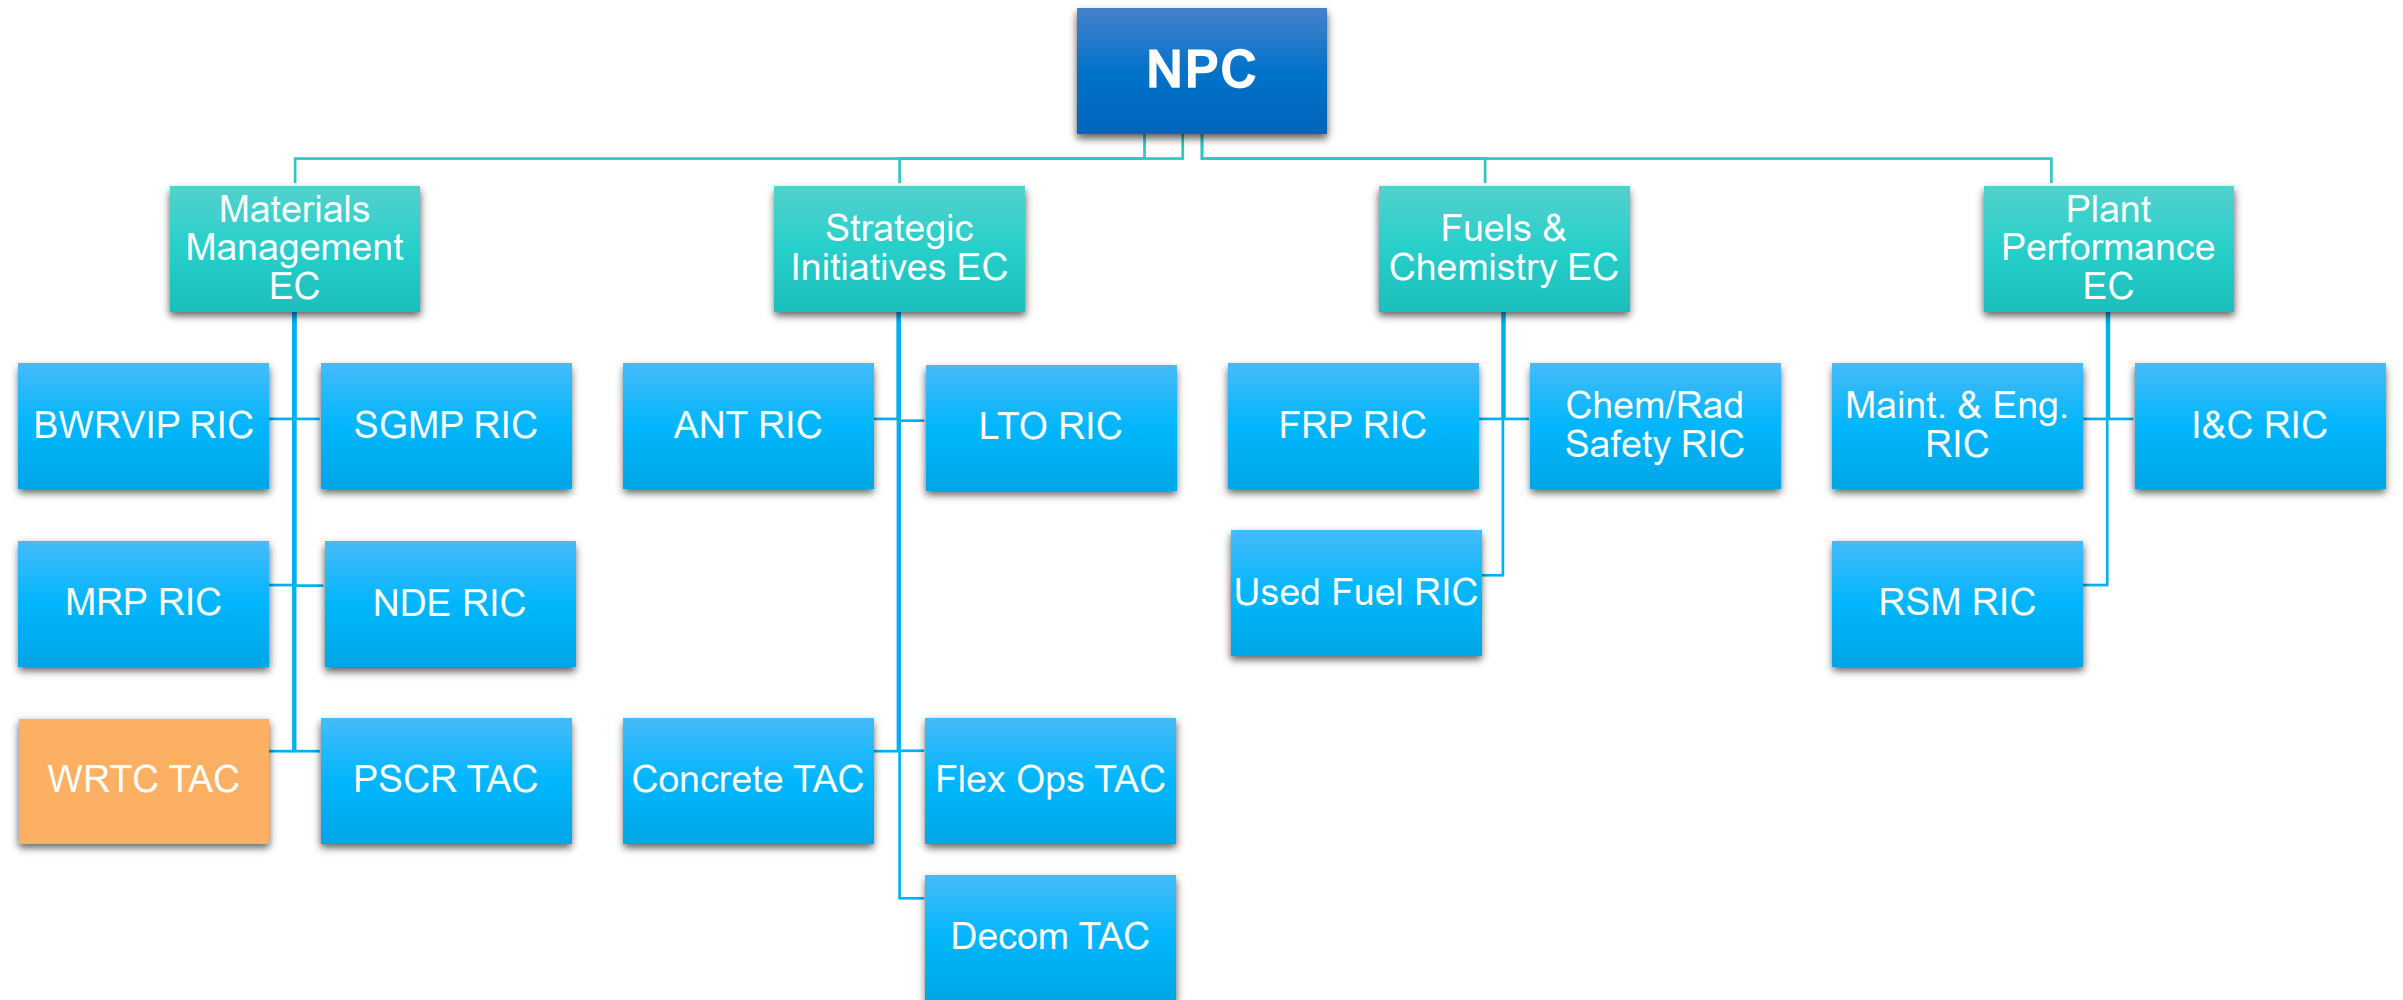 NPC
Materials
Management
EC
Strategic
Initiatives EC
Fuels &
Chemistry EC
Plant
Performance
EC
BWRVIP RIC
SGMP RIC
ANT RIC
LTO RIC
FRP RIC
Chem/Rad
Safety RIC
Maint. & Eng.
RIC
I&C RIC
MRP RIC
NDE RIC
Used Fuel RIC
RSM RIC
WRTC TAC
PSCR TAC
Concrete TAC
Flex Ops TAC
Decom TAC